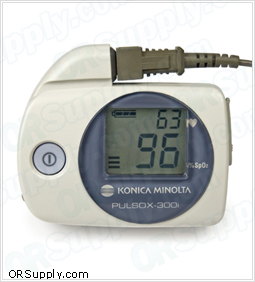 63
96
%SpO₂
KONICA MINOLTA
PULSOX-300i
ORSupply.com